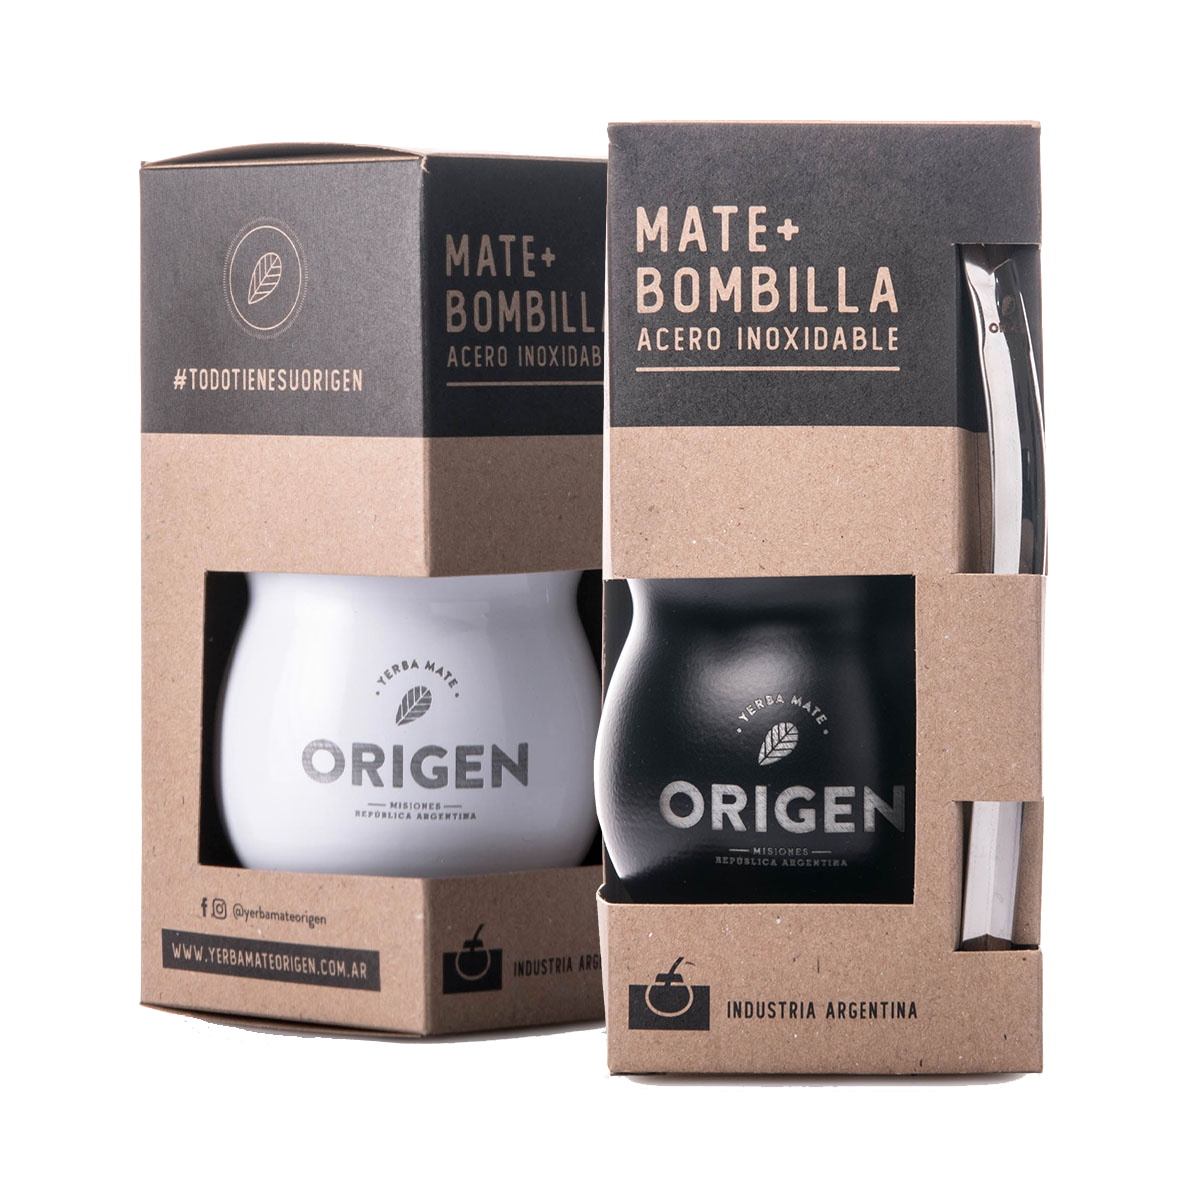 #TODOTIENESUORIGEN
MATE+
BOMBILL
ACERO INOXIDAB
YERBA MATE
ORIGEN
MISIONES
REPÚBLICA ARGENTINA
@yerbamateorigen
WWW.YERBAMATEORIGEN.COM.AR
INDUSTRIA ARG
MATE+
BOMBILLA
ACERO INOXIDABLE
YERBA MATE
ORIGEN
MISIONES
REPÚBLICA ARGENTINA
INDUSTRIA ARGENTINA